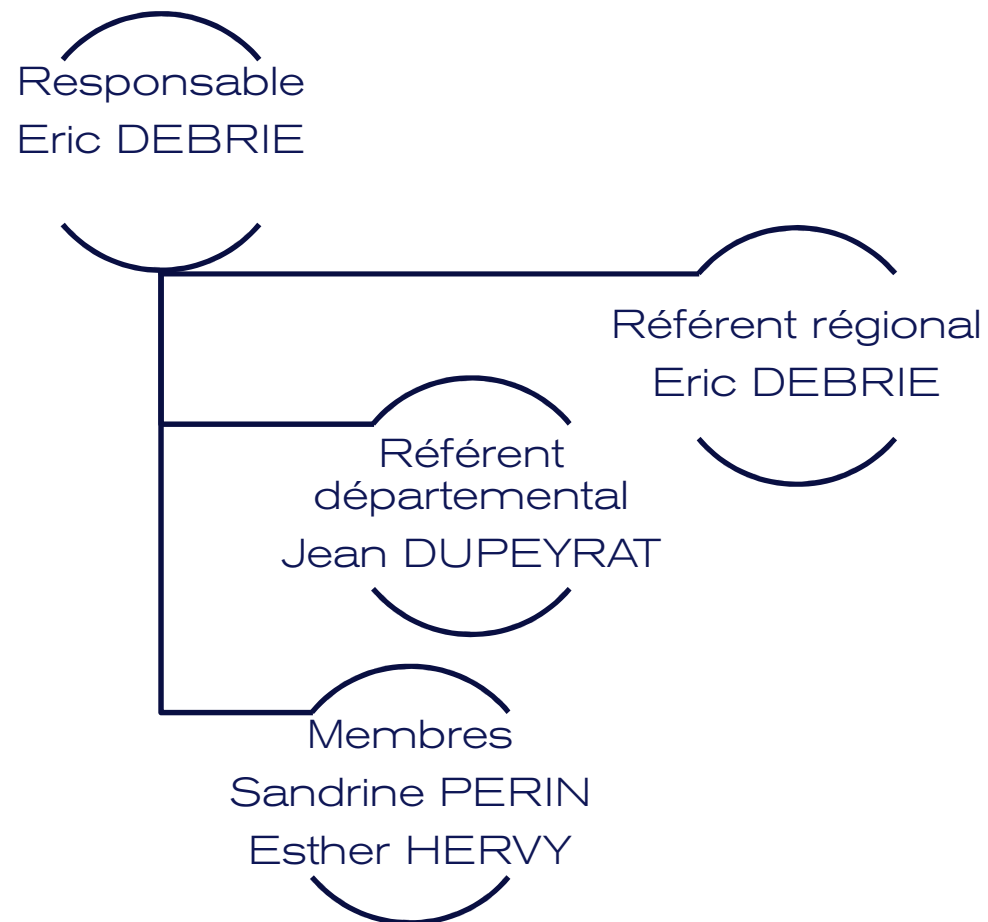 Responsable
Eric DEBRIE
Référent régional
Eric DEBRIE
Référent
départemental
Jean DUPEYRAT
Membres
Sandrine PERIN
Esther HERVY